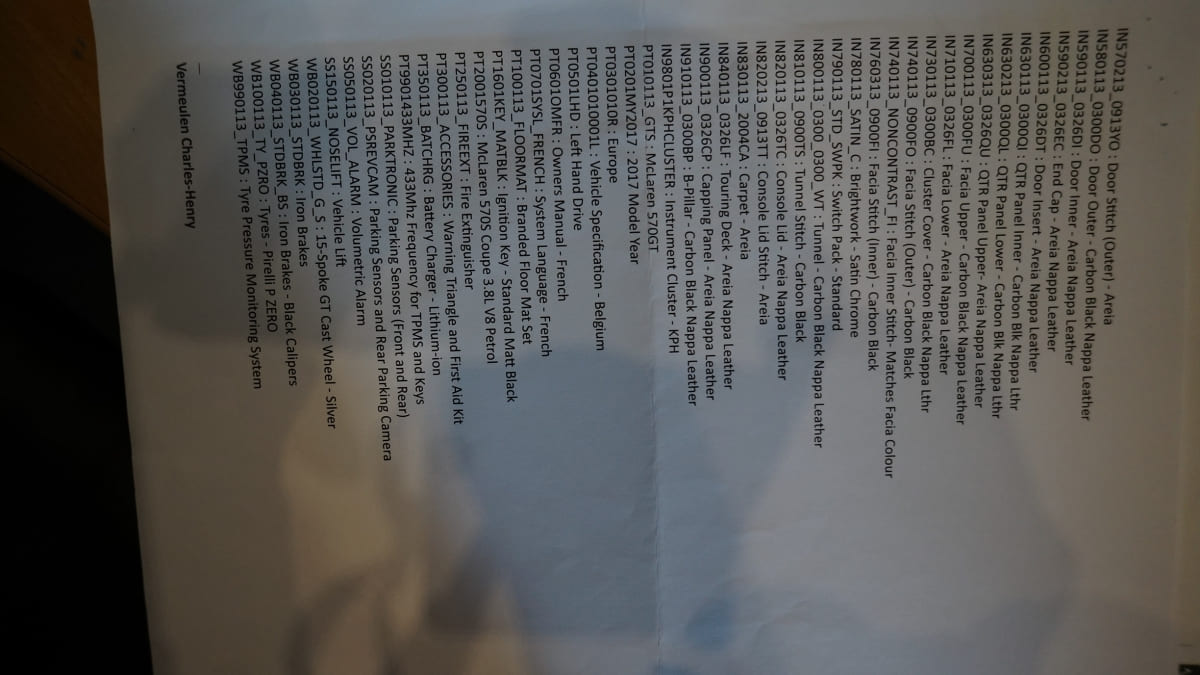 IN570213_0913YO : Door Stitch (Outer) - Areia
IN580113_0300DO : Door Outer - Carbon Black Nappa Leather
IN590113_0326DI : Door Inner - Areia Nappa Leather
IN590213_0326EC : End Cap - Areia Nappa Leather
IN600113_0326DT : Door Insert - Areia Nappa Leather
IN630113_0300QI : QTR Panel Inner - Carbon Blk Nappa Lthr
IN630213_0300QL : QTR Panel Lower - Carbon Blk Nappa Lthr
IN630313_0326QU : QTR Panel Upper- Areia Nappa Leather
IN700113_0300FU : Facia Upper - Carbon Black Nappa Leather
IN710113_0326FL : Facia Lower - Areia Nappa Leather
IN730113_0300BC : Cluster Cover - Carbon Black Nappa Lthr
IN740113_0900FO : Facia Stitch (Outer) - Carbon Black
IN740113_NONCONTRAST_FI : Facia Inner Stitch- Matches Facia Colour
IN760313_0900FI : Facia Stitch (Inner) - Carbon Black
IN780113_SATIN_C : Brightwork - Satin Chrome
IN790113_STD_SWPK : Switch Pack - Standard
IN800113_0300_0300_WT : Tunnel - Carbon Black Nappa Leather
IN810113_0900TS : Tunnel Stitch - Carbon Black
IN820113_0326TC : Console Lid - Areia Nappa Leather
IN820213_0913TT : Console Lid Stitch - Areia
IN830113_2004CA : Carpet - Areia
IN840113_0326LF : Touring Deck - Areia Nappa Leather
IN900113_0326CP : Capping Panel - Areia Nappa Leather
IN910113_0300BP : B-Pillar - Carbon Black Nappa Leather
IN9801P1KPHCLUSTER : Instrument Cluster - KPH
PT010113_GTS : McLaren 570GT
PT0201MY2017 : 2017 Model Year
PT030101OR : Europe
PT0401010001L : Vehicle Specification - Belgium
PT0501LHD : Left Hand Drive
PT0601OMFR : Owners Manual - French
PT0701SYSL_FRENCH : System Language - French
PT100113_FLOORMAT : Branded Floor Mat Set
PT1601KEY_MATBLK : Ignition Key - Standard Matt Black
PT2001570S : McLaren 570S Coupe 3.8L V8 Petrol
PT250113_FIREEXT : Fire Extinguisher
PT300113_ACCESSORIES : Warning Triangle and First Aid Kit
PT350113_BATCHRG : Battery Charger - Lithium-ion
PT9901433MHZ : 433Mhz Frequency for TPMS and Keys
SS010113_PARKTRONIC : Parking Sensors (Front and Rear)
SS020113_PSREVCAM : Parking Sensors and Rear Parking Camera
SS050113_VOL_ALARM : Volumetric Alarm
SS150113_NOSELIFT : Vehicle Lift
WB020113_WHLSTD_G_S : 15-Spoke GT Cast Wheel - Silver
WB030113_STDBRK : Iron Brakes
WB040113_STDBRK_BS : Iron Brakes - Black Calipers
WB100113_TY_PZRO : Tyres - Pirelli P ZERO
WB990113_TPMS : Tyre Pressure Monitoring System
Vermeulen Charles-Henry